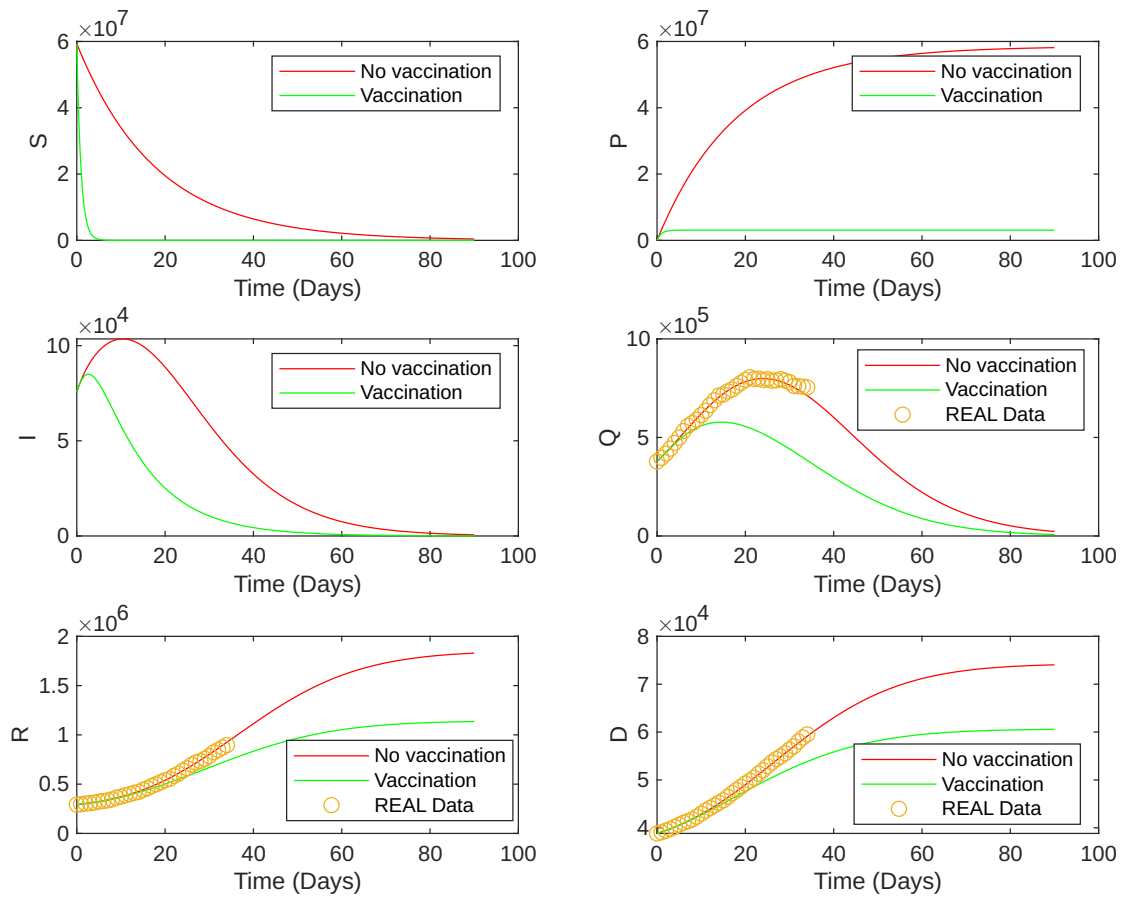 ×10^7
6
4
2
0
S
No vaccination
Vaccination
0 20 40 60 80 100
Time (Days)
×10^7
6
4
2
0
P
No vaccination
Vaccination
0 20 40 60 80 100
Time (Days)
×10^4
10
5
0
I
No vaccination
Vaccination
0 20 40 60 80 100
Time (Days)
×10^5
10
5
0
Q
No vaccination
Vaccination
REAL Data
0 20 40 60 80 100
Time (Days)
×10^6
2
1.5
1
0.5
0
R
No vaccination
Vaccination
REAL Data
0 20 40 60 80 100
Time (Days)
×10^4
8
7
6
5
4
D
No vaccination
Vaccination
REAL Data
0 20 40 60 80 100
Time (Days)